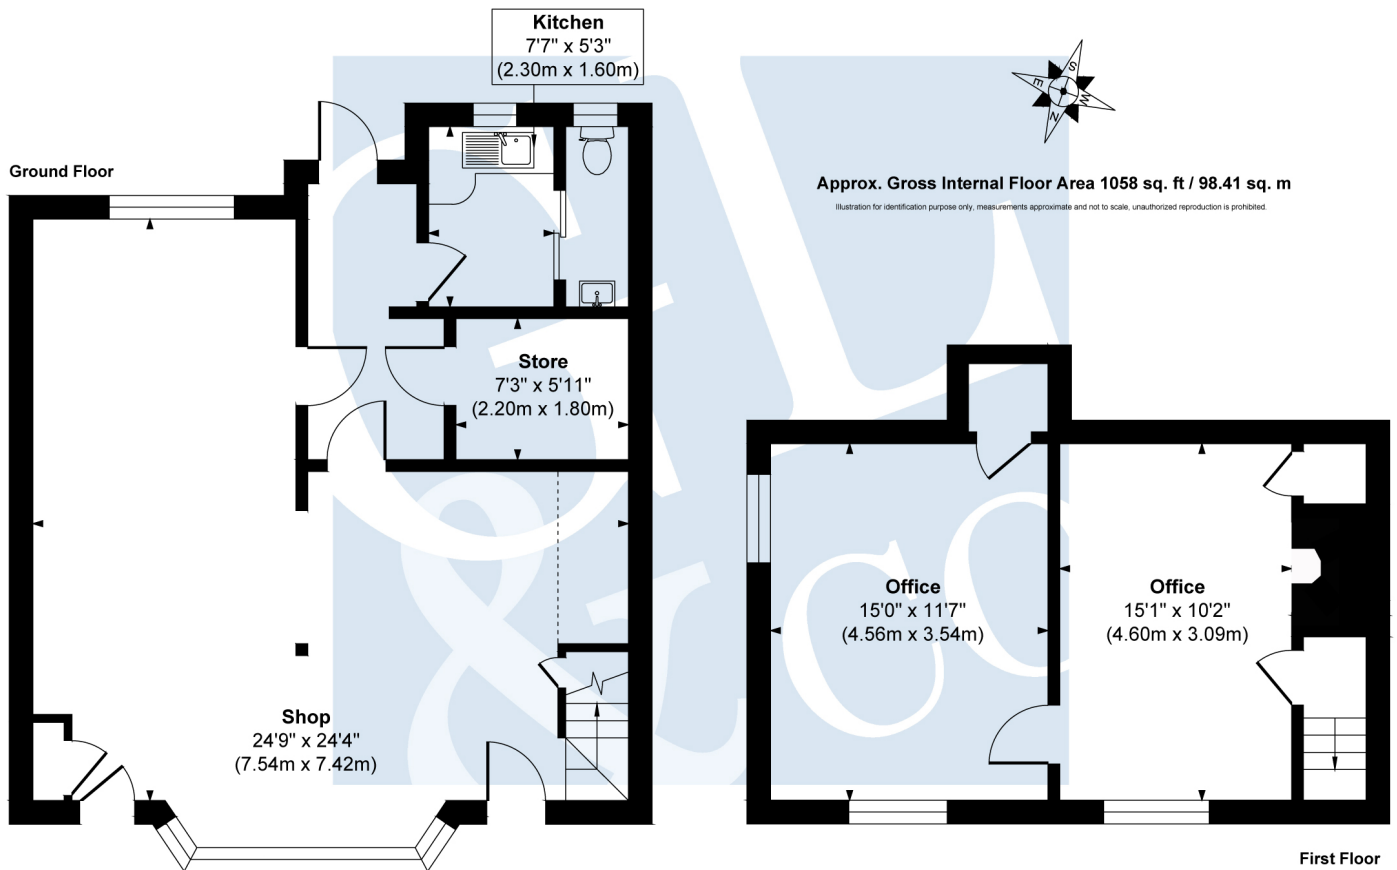 Kitchen
7'7" x 5'3"
(2.30m x 1.60m)
S
E
W
N
Ground Floor
Approx. Gross Internal Floor Area 1058 sq. ft / 98.41 sq. m
Illustration for identification purpose only, measurements approximate and not to scale, unauthorized reproduction is prohibited.
Store
7'3" x 5'11"
(2.20m x 1.80m)
Office
15'0" x 11'7"
(4.56m x 3.54m)
Office
15'1" x 10'2"
(4.60m x 3.09m)
Shop
24'9" x 24'4"
(7.54m x 7.42m)
First Floor
GL
& CO